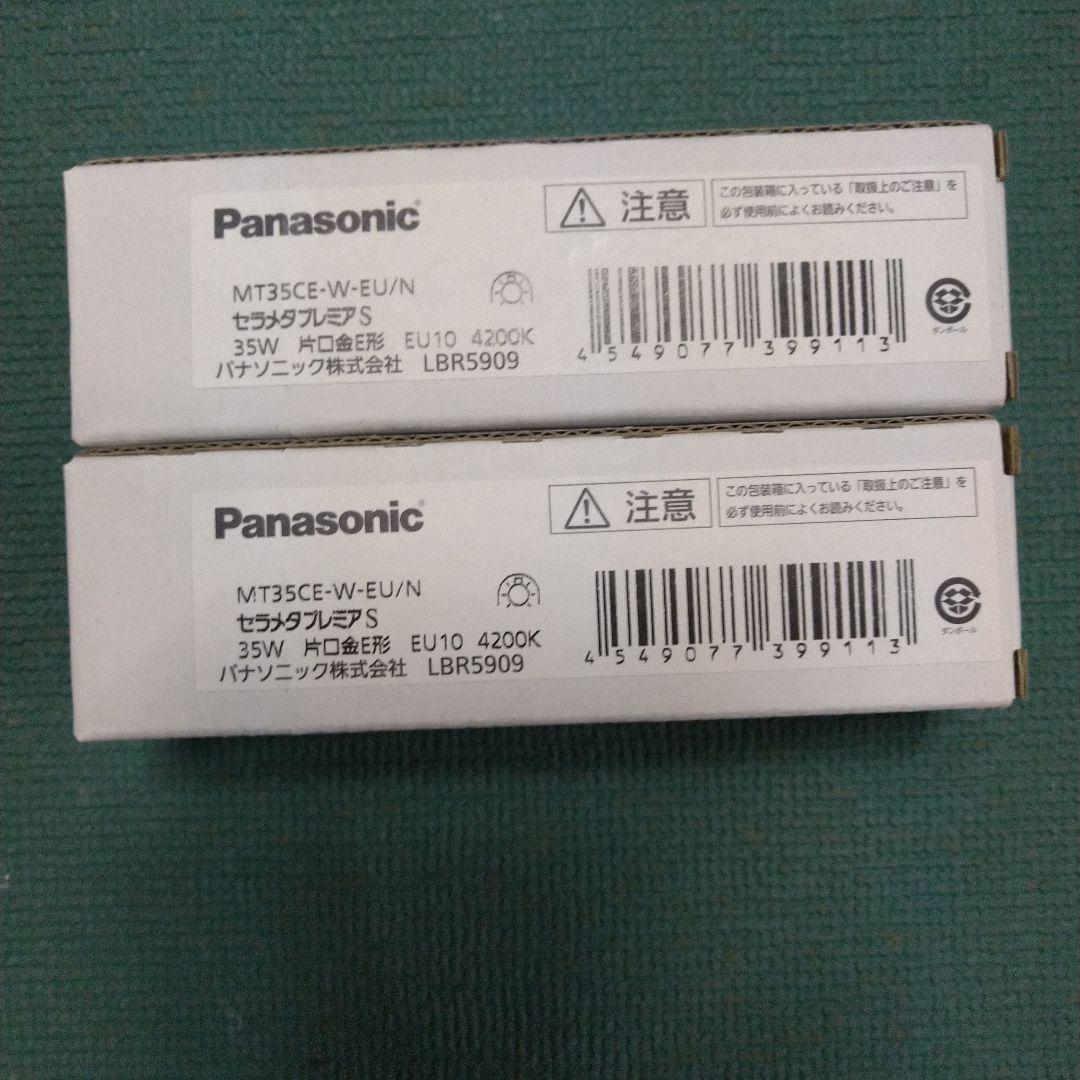 Panasonic
注意
この包装箱に入っている「取扱上のご注意」を
必ず使用前によくお読みください。
MT35CE-W-EU/N
セラメタプレミアS
35W 片口金E形 EU10 4200K
パナソニック株式会社 LBR5909
4549077399113
ダンボール
Panasonic
注意
この包装箱に入っている「取扱上のご注意」を
必ず使用前によくお読みください。
MT35CE-W-EU/N
セラメタプレミアS
35W 片口金E形 EU10 4200K
パナソニック株式会社 LBR5909
4549077399113
ダンボール